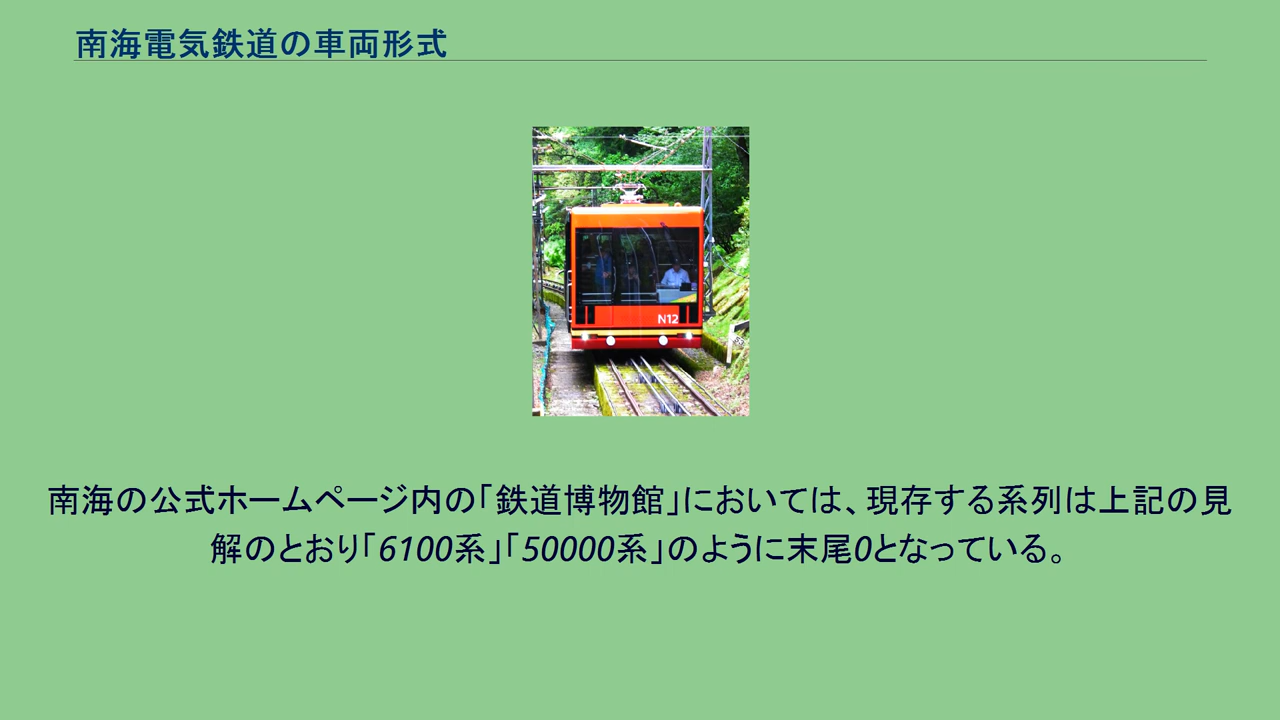 南海電気鉄道の車両形式
N12
南海の公式ホームページ内の「鉄道博物館」においては、現存する系列は上記の見
解のとおり「6100系」「50000系」のように末尾0となっている。